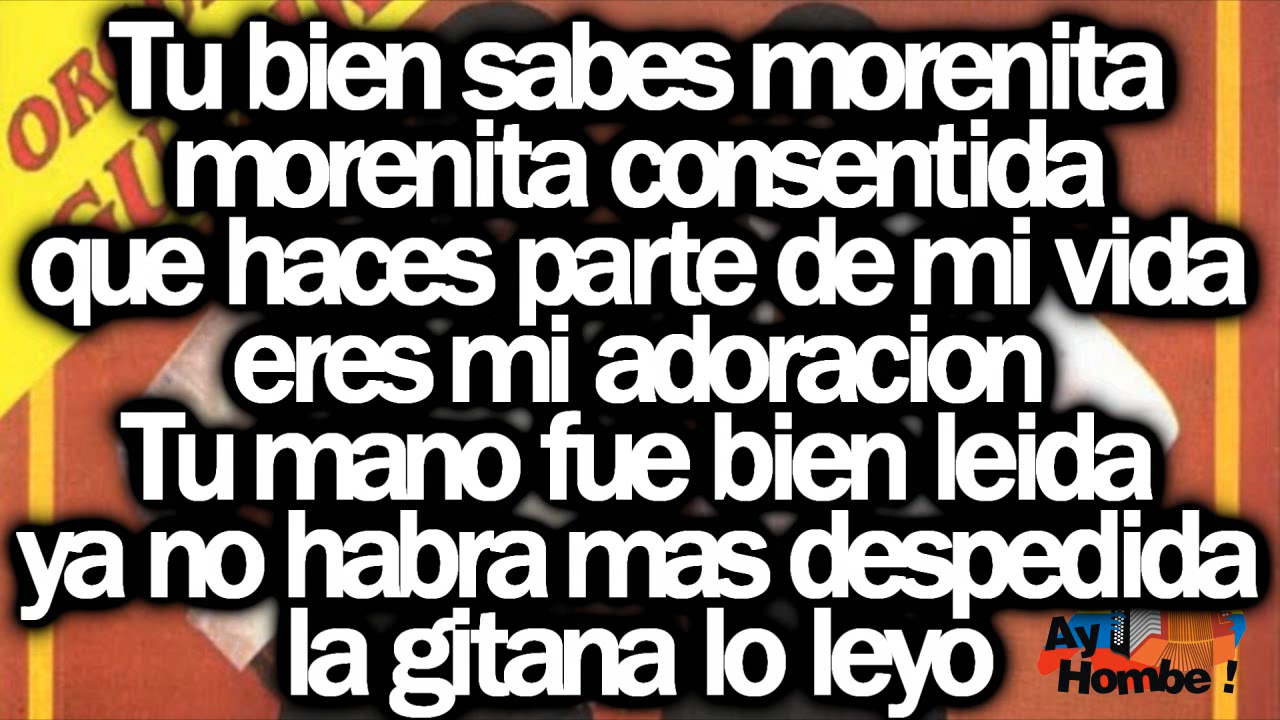 Tu bien sabes morenita
morenita consentida
que haces parte de mi vida
eres mi adoracion
Tu mano fue bien leida
ya no habra mas despedida
la gitana lo leyo
Ay
Hombe !